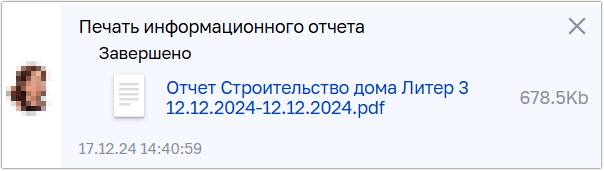 Печать информационного отчета
Завершено
Отчет Строительство дома Литер 3
12.12.2024-12.12.2024.pdf
678.5Kb
17.12.24 14:40:59